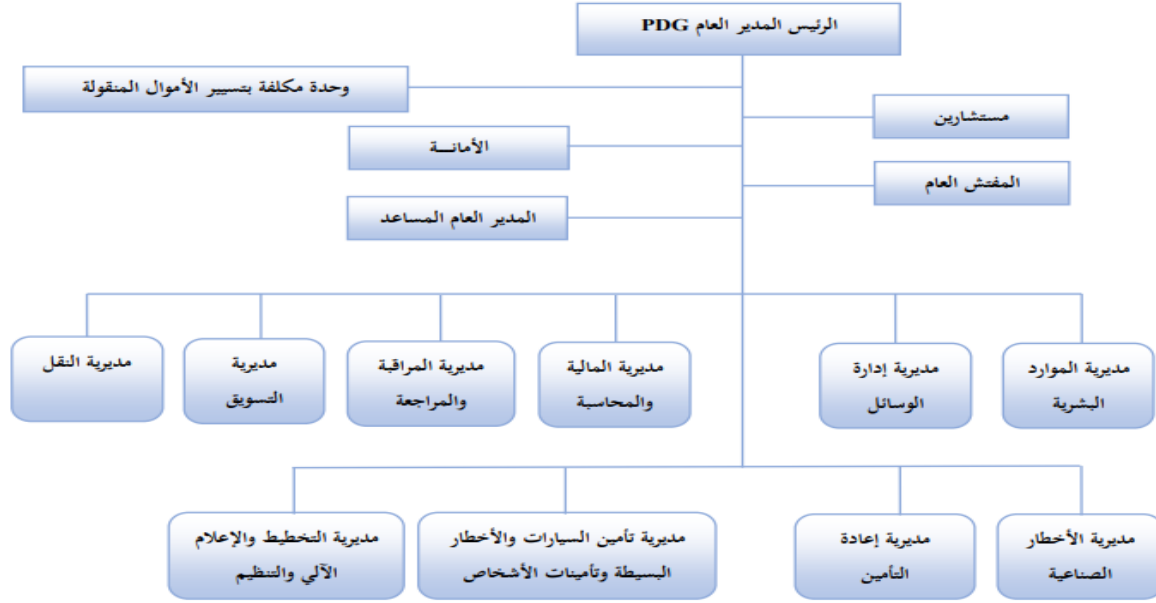 الرئيس المدير العام PDG
وحدة مكلفة بتسيير الأموال المنقولة
مستشارين
الأمانـــة
المفتش العام
المدير العام المساعد
مديرية الموارد
البشرية
مديرية إدارة
الوسائل
مديرية المالية
والمحاسبة
مديرية المراقبة
والمراجعة
مديرية
التسويق
مديرية النقل
مديرية الأخطار
الصناعية
مديرية إعادة
التأمين
مديرية تأمين السيارات والأخطار
البسيطة وتأمينات الأشخاص
مديرية التخطيط والإعلام
الآلي والتنظيم